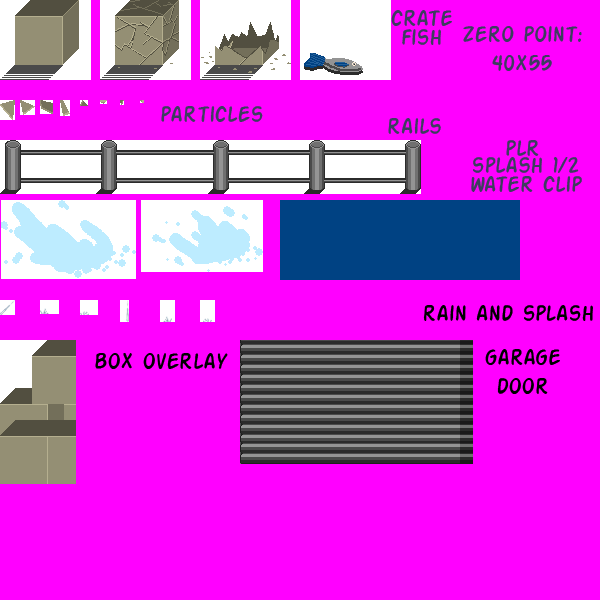 CRATE
FISH
ZERO POINT:
40X55
PARTICLES
RAILS
PLR
SPLASH 1/2
WATER CLIP
RAIN AND SPLASH
BOX OVERLAY
GARAGE
DOOR